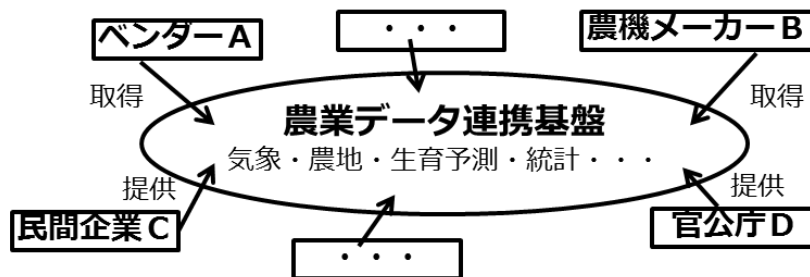 ・・・
ベンダーA
農機メーカーB
取得
取得
農業データ連携基盤
気象・農地・生育予測・統計・・・
提供
提供
民間企業C
官公庁D
・・・